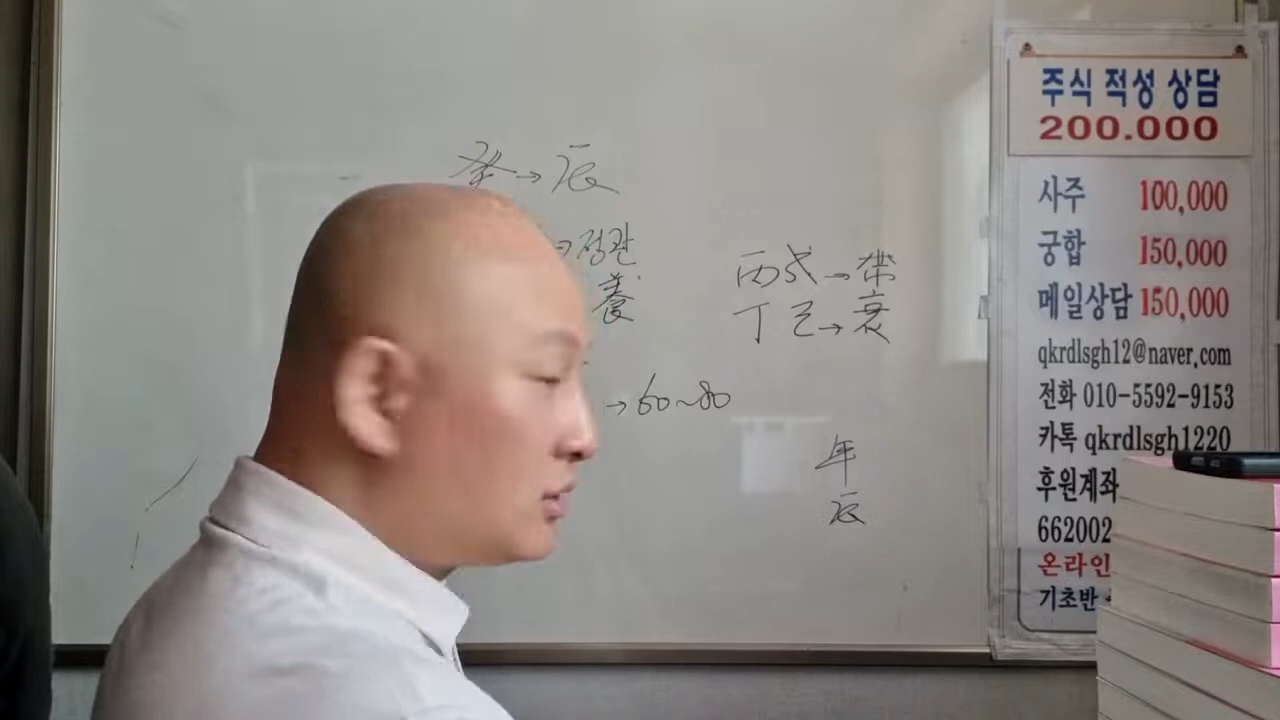 癸→辰
정관
養
丙戊→帶
丁己→衰
→60~80
年
辰
주식 적성 상담
200.000
사주 100,000
궁합 150,000
메일상담 150,000
qkrdlsgh12@naver.com
전화 010-5592-9153
카톡 qkrdlsgh1220
후원계좌
662002
온라인
기초반